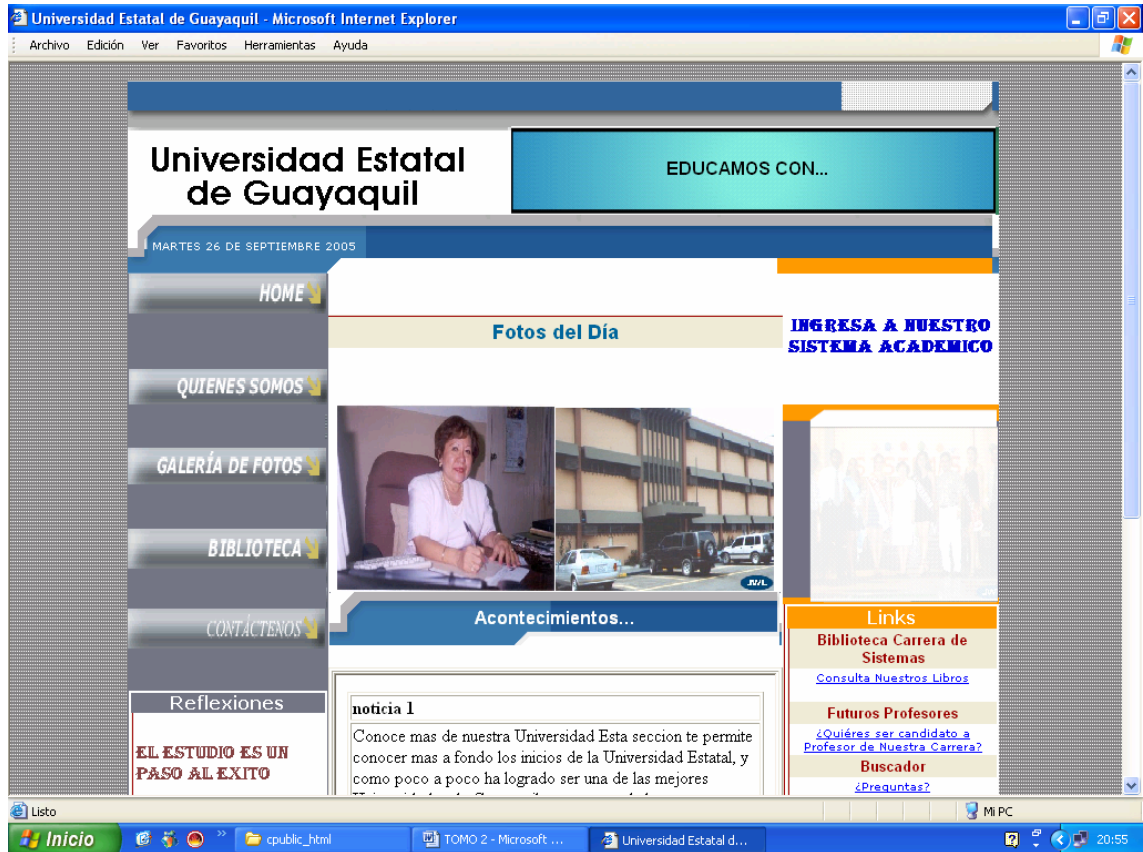 Universidad Estatal de Guayaquil - Microsoft Internet Explorer
Archivo Edición Ver Favoritos Herramientas Ayuda
Universidad Estatal
de Guayaquil
EDUCAMOS CON...
MARTES 26 DE SEPTIEMBRE 2005
HOME
QUIENES SOMOS
GALERÍA DE FOTOS
BIBLIOTECA
CONTÁCTENOS
Reflexiones
EL ESTUDIO ES UN
PASO AL EXITO
Fotos del Día
Acontecimientos...
noticia 1
Conoce mas de nuestra Universidad Esta seccion te permite
conocer mas a fondo los inicios de la Universidad Estatal, y
como poco a poco ha logrado ser una de las mejores
INGRESA A NUESTRO
SISTEMA ACADEMICO
Links
Biblioteca Carrera de
Sistemas
Consulta Nuestros Libros
Futuros Profesores
¿Quiéres ser candidato a
Profesor de Nuestra Carrera?
Buscador
¿Preguntas?
Listo
Mi PC
Inicio
cpublic_html
TOMO 2 - Microsoft ...
Universidad Estatal d...
20:55